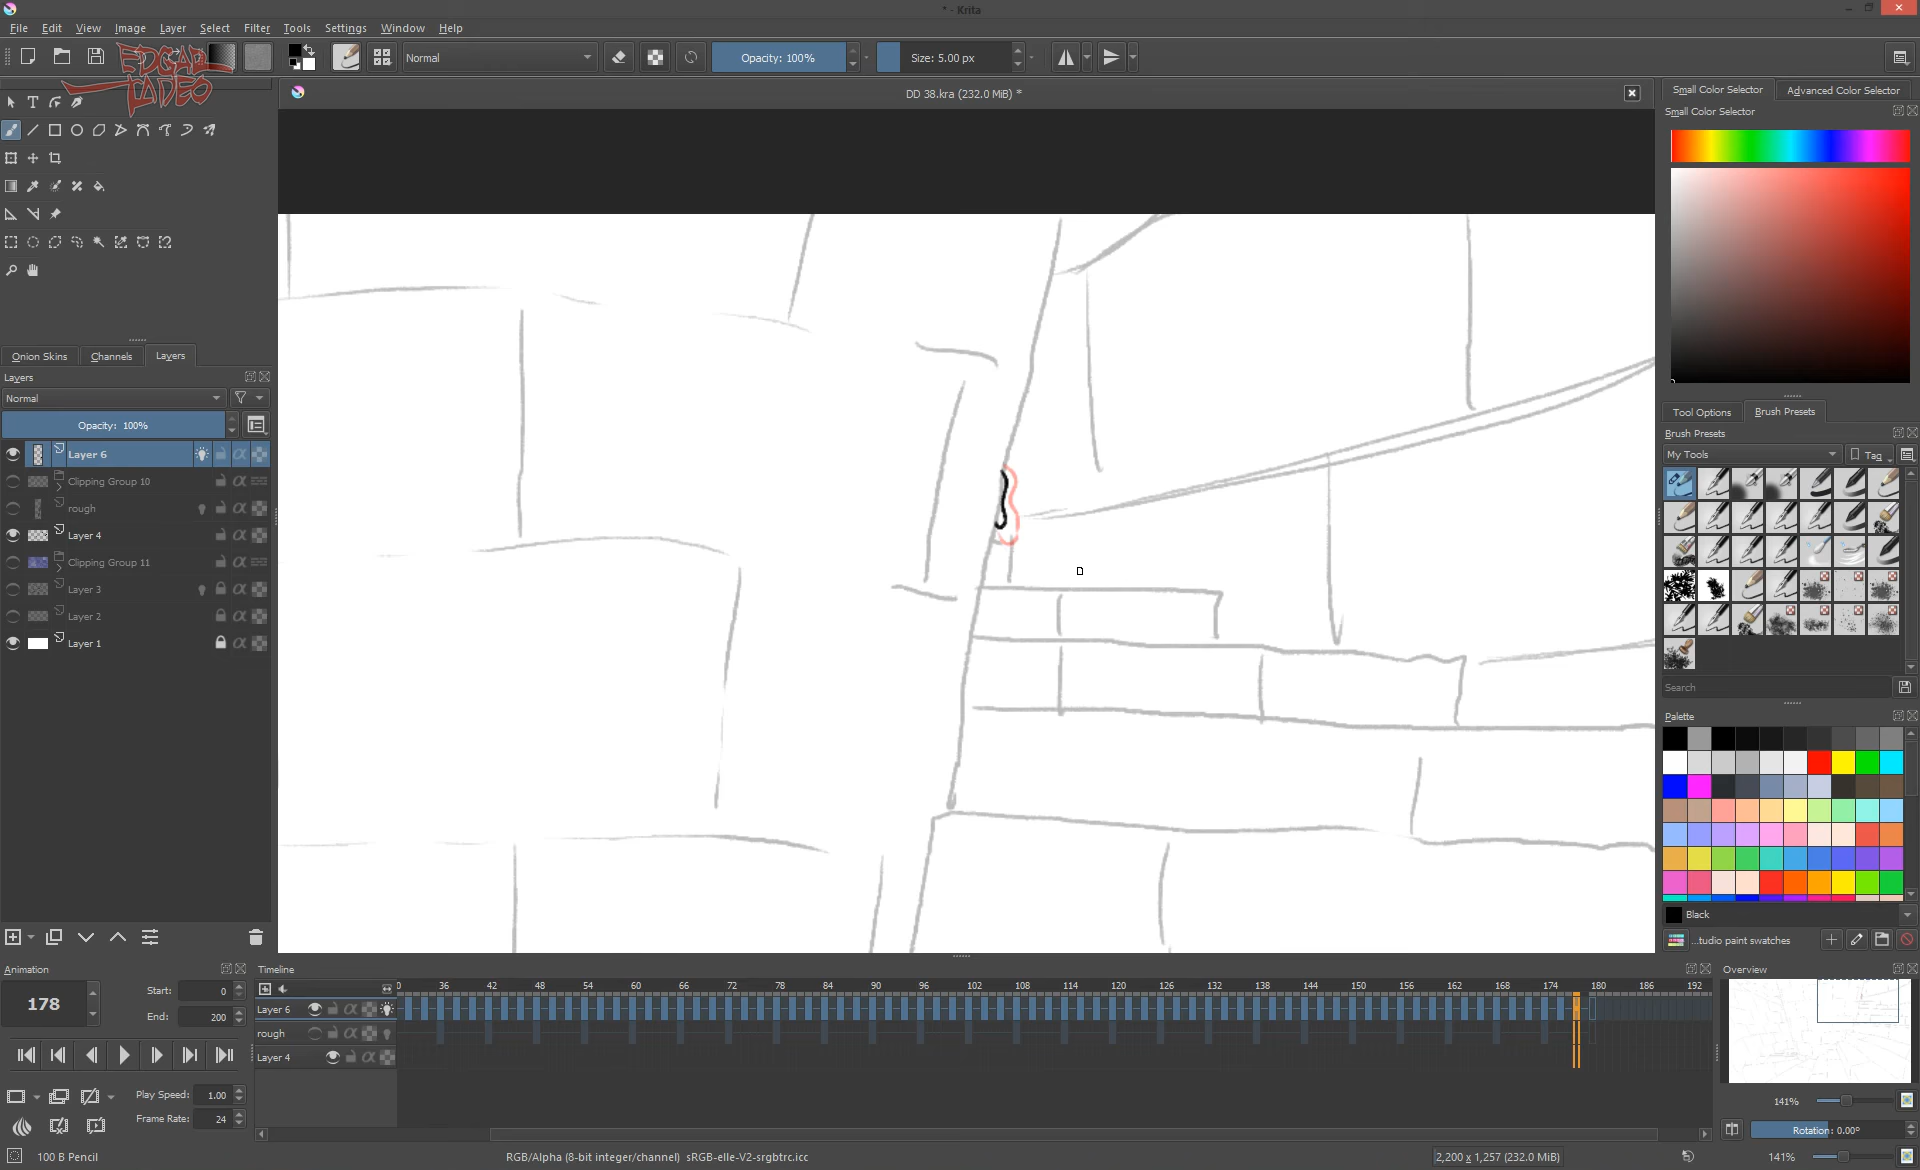 * - Krita
File Edit View Image Layer Select Filter Tools Settings Window Help
EDGAR
TADEO
Normal
Opacity: 100%
Size: 5.00 px
DD 38.kra (232.0 MiB) *
Small Color Selector
Advanced Color Selector
Small Color Selector
Onion Skins
Channels
Layers
Layers
Normal
Opacity: 100%
Layer 6
Clipping Group 10
rough
Layer 4
Clipping Group 11
Layer 3
Layer 2
Layer 1
Tool Options
Brush Presets
Brush Presets
My Tools
Tag
Search
Palette
Black
...tudio paint swatches
Animation
178
Start: 0
End: 200
Play Speed: 1.00
Frame Rate: 24
Timeline
0 36 42 48 54 60 66 72 78 84 90 96 102 108 114 120 126 132 138 144 150 156 162 168 174 180 186 192
Layer 6
rough
Layer 4
Overview
141%
Rotation: 0.00°
100 B Pencil
RGB/Alpha (8-bit integer/channel) sRGB-elle-V2-srgbtrc.icc
2,200 x 1,257 (232.0 MiB)
141%